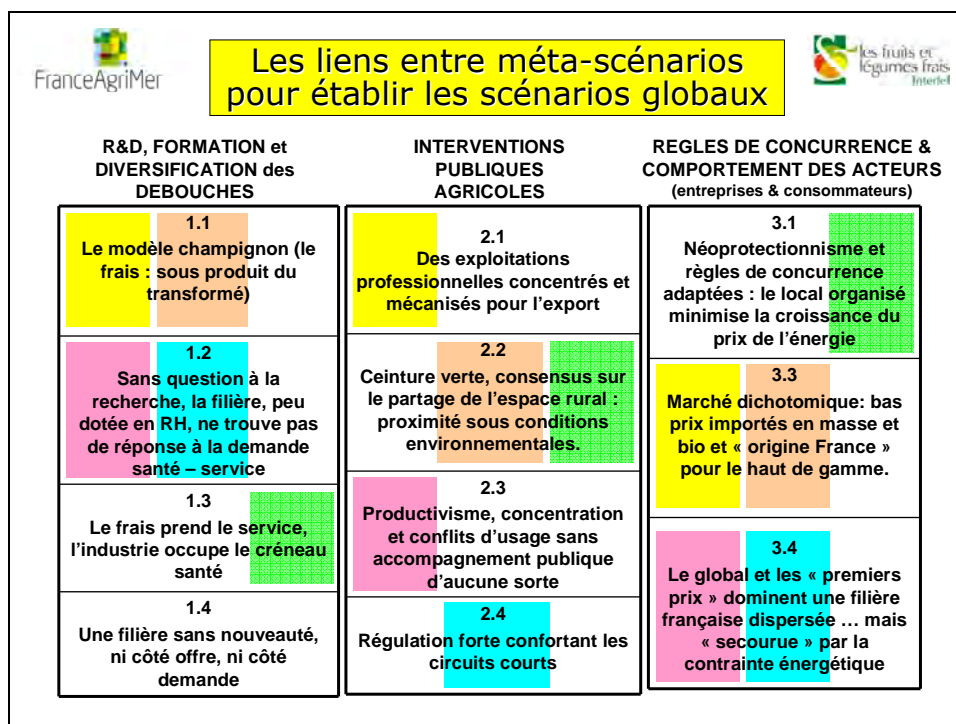 FranceAgriMer
Les liens entre méta-scénarios
pour établir les scénarios globaux
les fruits et
légumes frais
Interfel
R&D, FORMATION et
DIVERSIFICATION des
DEBOUCHES
1.1
Le modèle champignon (le
frais : sous produit du
transformé)
1.2
Sans question à la
recherche, la filière, peu
dotée en RH, ne trouve pas
de réponse à la demande
santé – service
1.3
Le frais prend le service,
l’industrie occupe le créneau
santé
1.4
Une filière sans nouveauté,
ni côté offre, ni côté
demande
INTERVENTIONS
PUBLIQUES
AGRICOLES
2.1
Des exploitations
professionnelles concentrés et
mécanisés pour l’export
2.2
Ceinture verte, consensus sur
le partage de l’espace rural :
proximité sous conditions
environnementales.
2.3
Productivisme, concentration
et conflits d’usage sans
accompagnement publique
d’aucune sorte
2.4
Régulation forte confortant les
circuits courts
REGLES DE CONCURRENCE &
COMPORTEMENT DES ACTEURS
(entreprises & consommateurs)
3.1
Néoprotectionnisme et
règles de concurrence
adaptées : le local organisé
minimise la croissance du
prix de l’énergie
3.3
Marché dichotomique: bas
prix importés en masse et
bio et « origine France »
pour le haut de gamme.
3.4
Le global et les « premiers
prix » dominent une filière
française dispersée … mais
« secourue » par la
contrainte énergétique